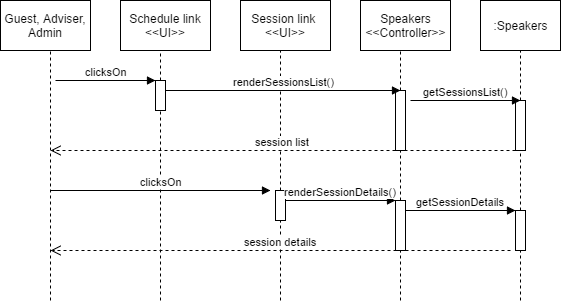 Guest, Adviser,
Admin
Schedule link
<<UI>>
Session link
<<UI>>
Speakers
<<Controller>>
:Speakers
clicksOn
renderSessionsList()
getSessionsList()
session list
clicksOn
renderSessionDetails()
getSessionDetails
session details